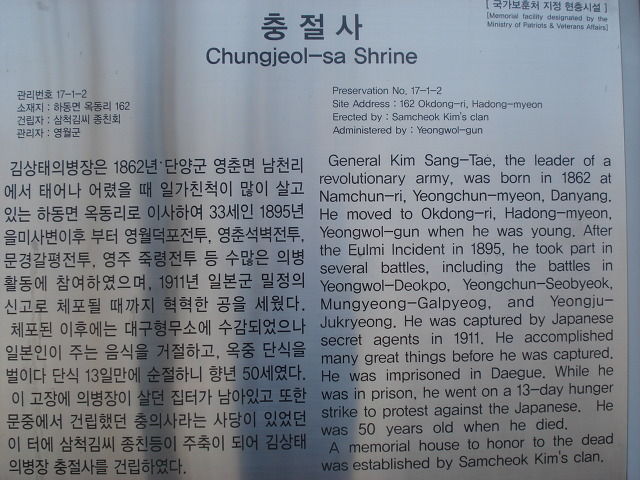 충절사
[ 국가보훈처 지정 현충시설 ]
[Memorial facility designated by the
Ministry of Patriots & Veterans Affairs]
Chungjeol-sa Shrine
관리번호 17-1-2
소재지 : 하동면 옥동리 162
건립자 : 삼척김씨 종친회
관리자 : 영월군
Preservation No. 17-1-2
Site Address : 162 Okdong-ri, Hadong-myeon
Erected by : Samcheok Kim's clan
Administered by : Yeongwol-gun
김상태의병장은 1862년 단양군 영춘면 남천리
에서 태어나 어렸을 때 일가친척이 많이 살고
있는 하동면 옥동리로 이사하여 33세인 1895년
을미사변이후 부터 영월덕포전투, 영춘석벽전투,
문경갈평전투, 영주 죽령전투 등 수많은 의병
활동에 참여하였으며, 1911년 일본군 밀정의
신고로 체포될 때까지 혁혁한 공을 세웠다.
체포된 이후에는 대구형무소에 수감되었으나
일본인이 주는 음식을 거절하고, 옥중 단식을
벌이다 단식 13일만에 순절하니 향년 50세였다.
이 고장에 의병장이 살던 집터가 남아있고 또한
문중에서 건립했던 충의사라는 사당이 있었던
이 터에 삼척김씨 종친등이 주축이 되어 김상태
의병장 충절사를 건립하였다.
General Kim Sang-Tae, the leader of a
revolutionary army, was born in 1862 at
Namchun-ri, Yeongchun-myeon, Danyang.
He moved to Okdong-ri, Hadong-myeon,
Yeongwol-gun when he was young. After
the Eulmi Incident in 1895, he took part in
several battles, including the battles in
Yeongwol-Deokpo, Yeongchun-Seobyeok,
Mungyeong-Galpyeog, and Yeongju-
Jukryeong. He was captured by Japanese
secret agents in 1911. He accomplished
many great things before he was captured.
He was imprisoned in Daegue. While he
was in prison, he went on a 13-day hunger
strike to protest against the Japanese. He
was 50 years old when he died.
A memorial house to honor to the dead
was established by Samcheok Kim's clan.